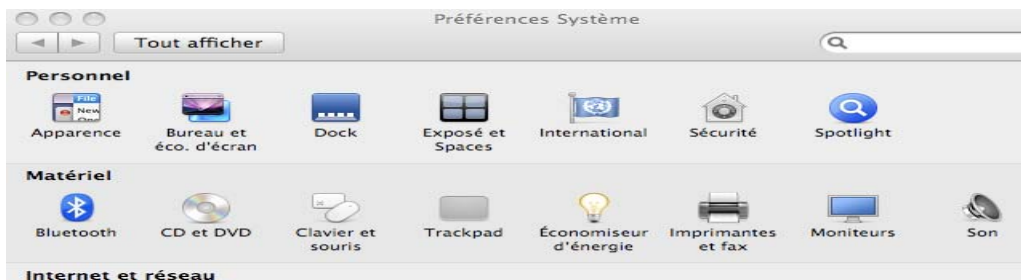 Préférences Système
Tout afficher
Personnel
Apparence
Bureau et
éco. d'écran
Dock
Exposé et
Spaces
International
Sécurité
Spotlight
Matériel
Bluetooth
CD et DVD
Clavier et
souris
Trackpad
Économiseur
d'énergie
Imprimantes
et fax
Moniteurs
Son
Internet et réseau